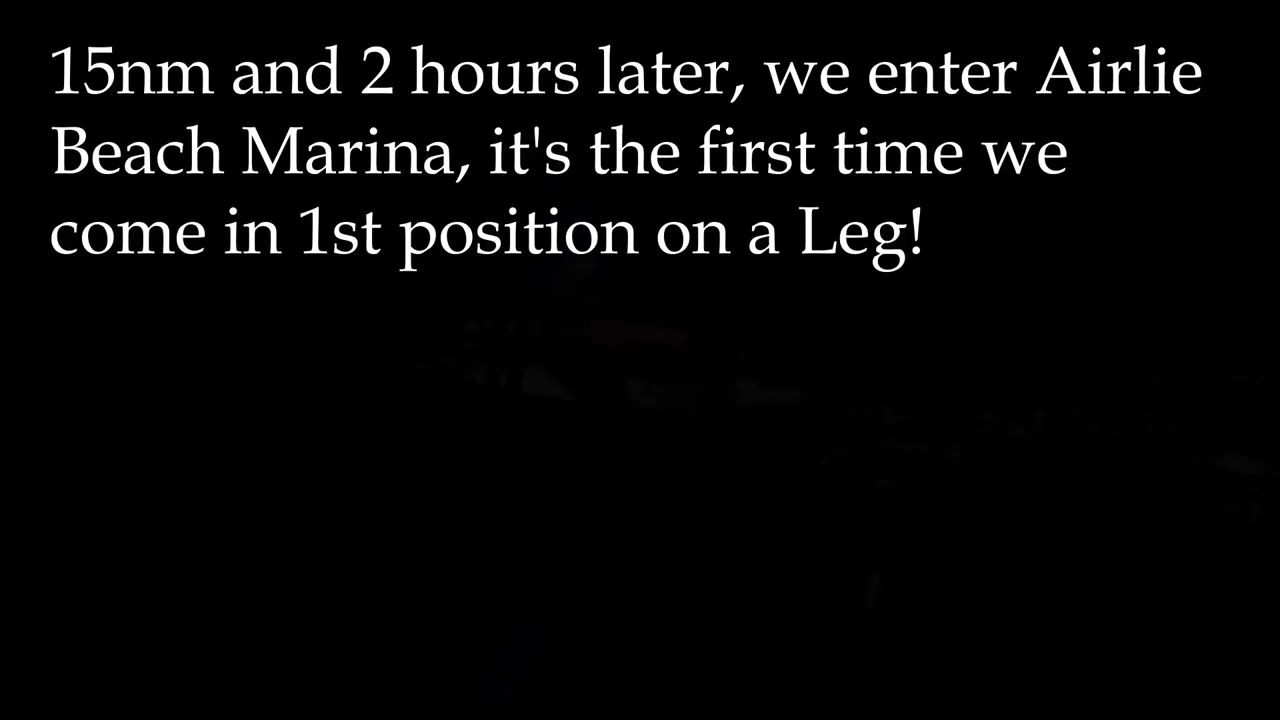 15nm and 2 hours later, we enter Airlie
Beach Marina, it's the first time we
come in 1st position on a Leg!